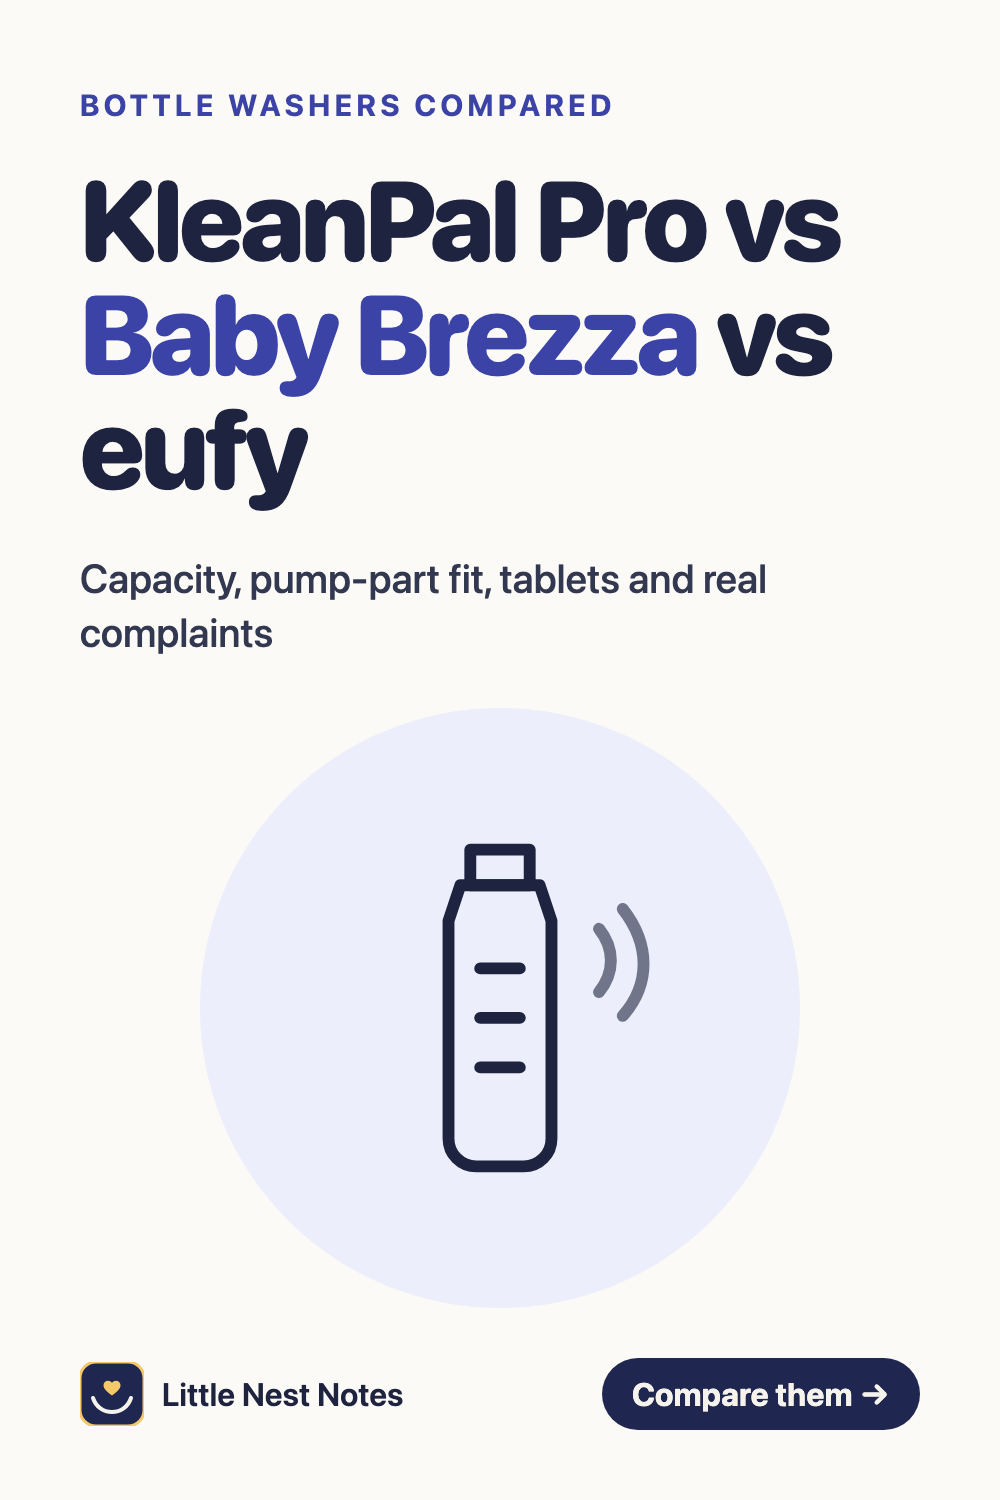 BOTTLE WASHERS COMPARED
KleanPal Pro vs
Baby Brezza vs
eufy
Capacity, pump-part fit, tablets and real
complaints
Little Nest Notes
Compare them →